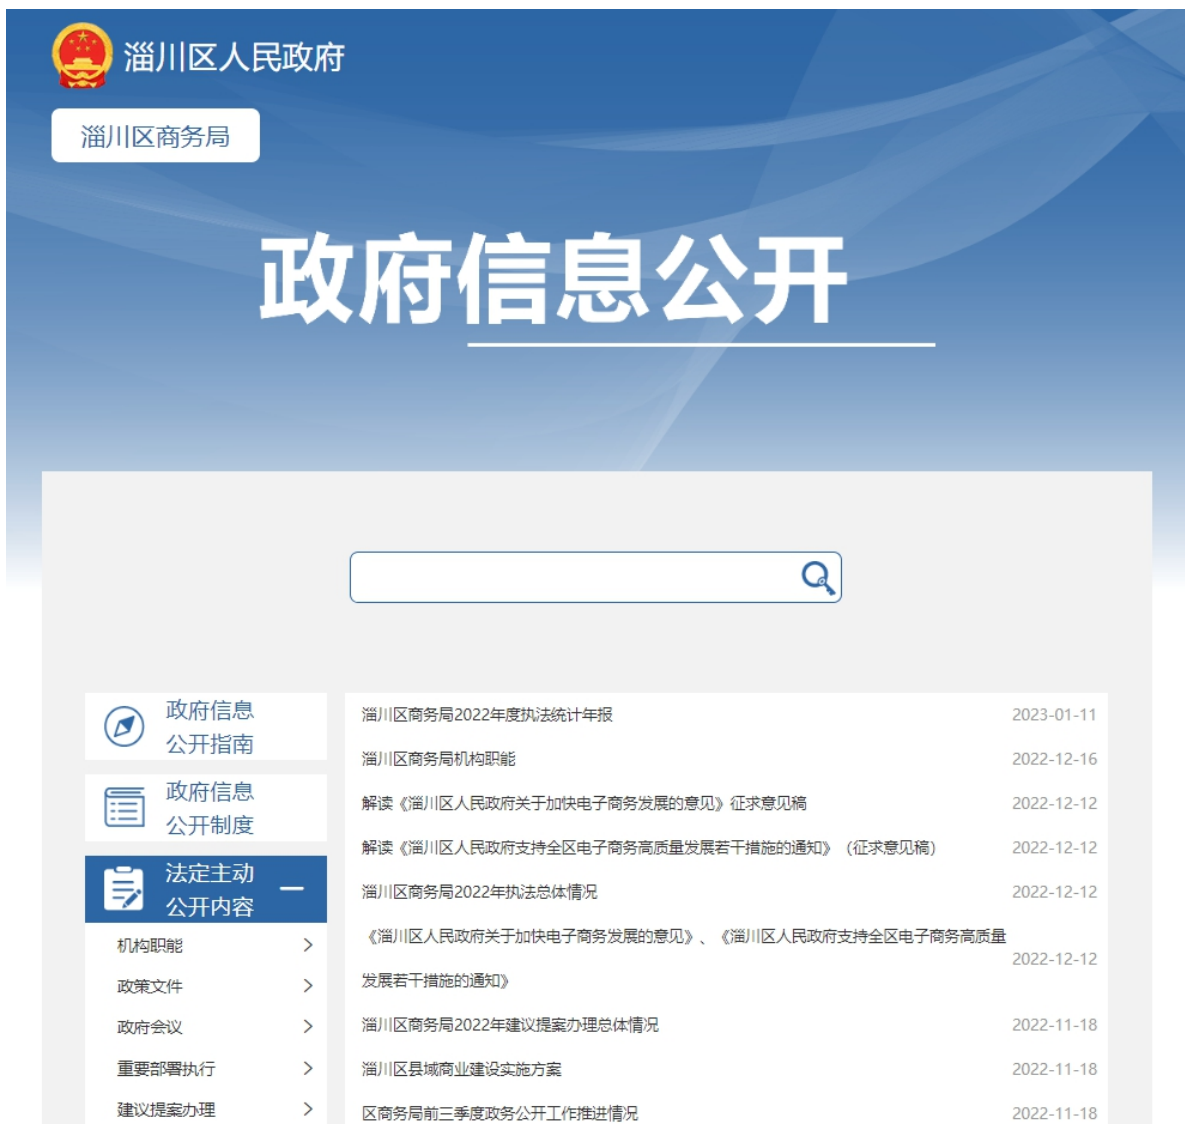 淄川区人民政府
淄川区商务局
政府信息公开
政府信息
公开指南
政府信息
公开制度
法定主动
公开内容
机构职能
政策文件
政府会议
重要部署执行
建议提案办理
淄川区商务局2022年度执法统计年报 2023-01-11
淄川区商务局机构职能 2022-12-16
解读《淄川区人民政府关于加快电子商务发展的意见》征求意见稿 2022-12-12
解读《淄川区人民政府支持全区电子商务高质量发展若干措施的通知》（征求意见稿） 2022-12-12
淄川区商务局2022年执法总体情况 2022-12-12
《淄川区人民政府关于加快电子商务发展的意见》、《淄川区人民政府支持全区电子商务高质量
发展若干措施的通知》 2022-12-12
淄川区商务局2022年建议提案办理总体情况 2022-11-18
淄川区县域商业建设实施方案 2022-11-18
区商务局前三季度政务公开工作推进情况 2022-11-18